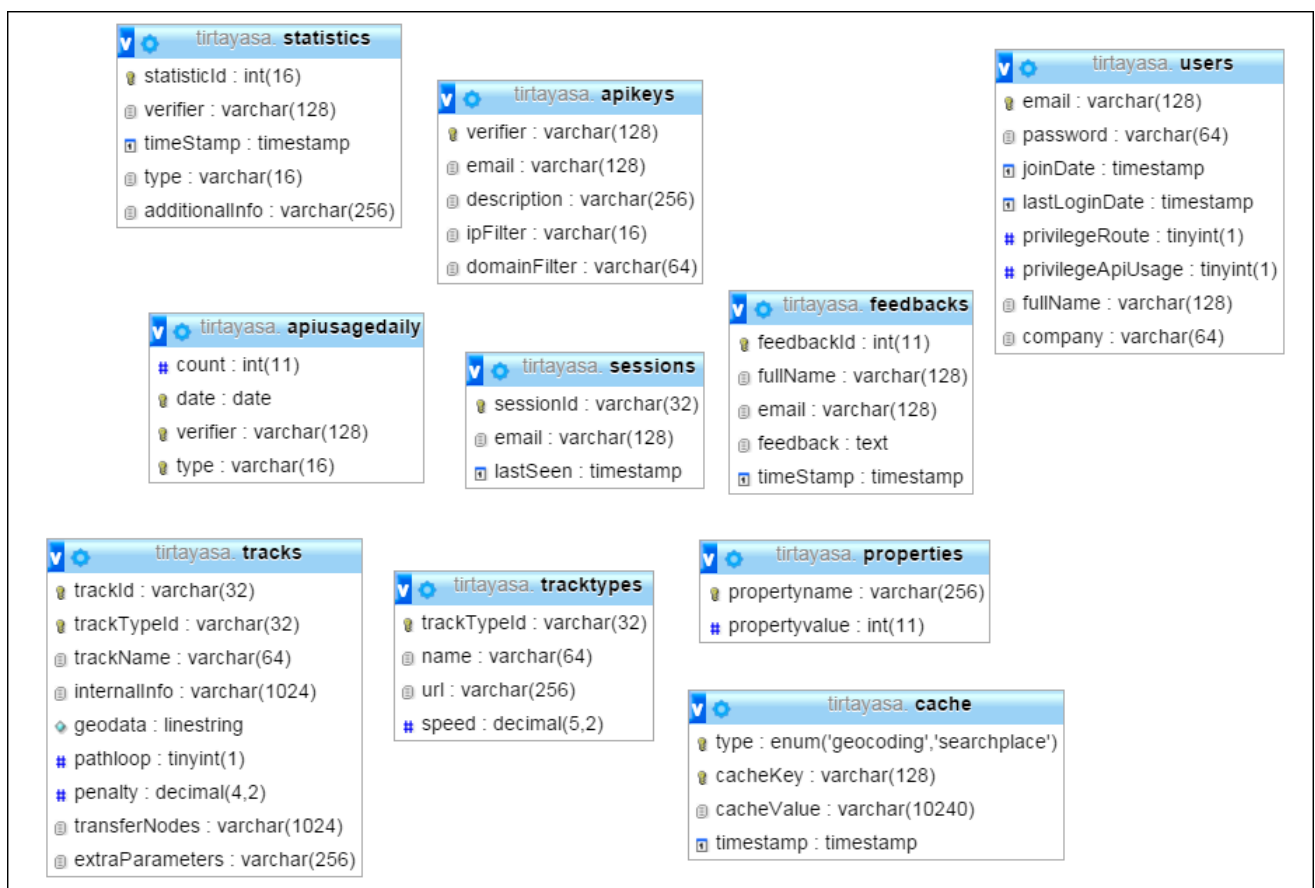 tirtayasa. statistics
statisticId : int(16)
verifier : varchar(128)
timeStamp : timestamp
type : varchar(16)
additionalInfo : varchar(256)
tirtayasa. apikeys
verifier : varchar(128)
email : varchar(128)
description : varchar(256)
ipFilter : varchar(16)
domainFilter : varchar(64)
tirtayasa. users
email : varchar(128)
password : varchar(64)
joinDate : timestamp
lastLoginDate : timestamp
privilegeRoute : tinyint(1)
privilegeApiUsage : tinyint(1)
fullName : varchar(128)
company : varchar(64)
tirtayasa. apiusagedaily
count : int(11)
date : date
verifier : varchar(128)
type : varchar(16)
tirtayasa. sessions
sessionId : varchar(32)
email : varchar(128)
lastSeen : timestamp
tirtayasa. feedbacks
feedbackId : int(11)
fullName : varchar(128)
email : varchar(128)
feedback : text
timeStamp : timestamp
tirtayasa. tracks
trackId : varchar(32)
trackTypeId : varchar(32)
trackName : varchar(64)
internalInfo : varchar(1024)
geodata : linestring
pathloop : tinyint(1)
penalty : decimal(4,2)
transferNodes : varchar(1024)
extraParameters : varchar(256)
tirtayasa. tracktypes
trackTypeId : varchar(32)
name : varchar(64)
url : varchar(256)
speed : decimal(5,2)
tirtayasa. properties
propertyname : varchar(256)
propertyvalue : int(11)
tirtayasa. cache
type : enum('geocoding','searchplace')
cacheKey : varchar(128)
cacheValue : varchar(10240)
timestamp : timestamp